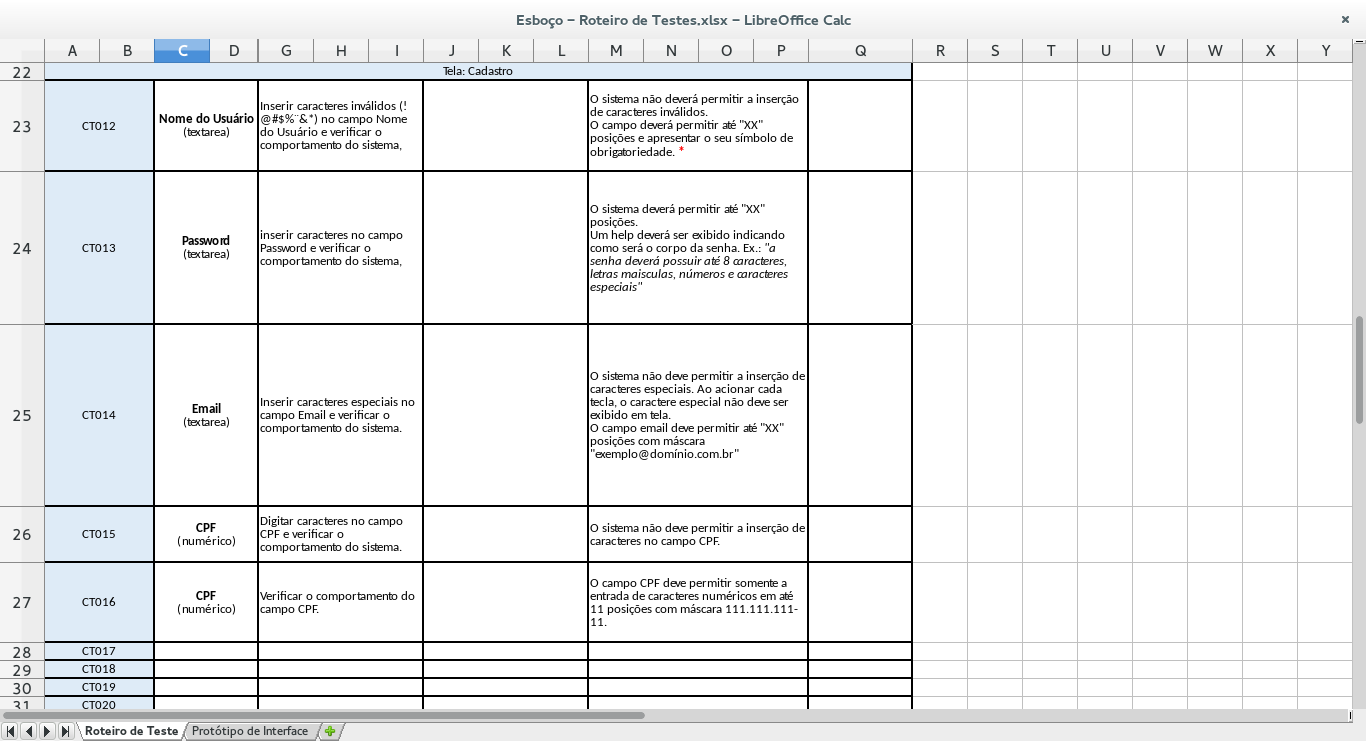 Esboço – Roteiro de Testes.xlsx – LibreOffice Calc
A B C D G H I J K L M N O P Q R S T U V W X Y
22 Tela: Cadastro
23
CT012
Nome do Usuário
(textarea)
Inserir caracteres inválidos (!
@#$%¨&*) no campo Nome
do Usuário e verificar o
comportamento do sistema,
O sistema não deverá permitir a inserção
de caracteres inválidos.
O campo deverá permitir até "XX"
posições e apresentar o seu símbolo de
obrigatoriedade. *
24
CT013
Password
(textarea)
inserir caracteres no campo
Password e verificar o
comportamento do sistema,
O sistema deverá permitir até "XX"
posições.
Um help deverá ser exibido indicando
como será o corpo da senha. Ex.: "a
senha deverá possuir até 8 caracteres,
letras maisculas, números e caracteres
especiais"
25
CT014
Email
(textarea)
Inserir caracteres especiais no
campo Email e verificar o
comportamento do sistema.
O sistema não deve permitir a inserção de
caracteres especiais. Ao acionar cada
tecla, o caractere especial não deve ser
exibido em tela.
O campo email deve permitir até "XX"
posições com máscara
"exemplo@domínio.com.br"
26
CT015
CPF
(numérico)
Digitar caracteres no campo
CPF e verificar o
comportamento do sistema.
O sistema não deve permitir a inserção de
caracteres no campo CPF.
27
CT016
CPF
(numérico)
Verificar o comportamento do
campo CPF.
O campo CPF deve permitir somente a
entrada de caracteres numéricos em até
11 posições com máscara 111.111.111-
11.
28 CT017
29 CT018
30 CT019
31 CT020
Roteiro de Teste Protótipo de Interface